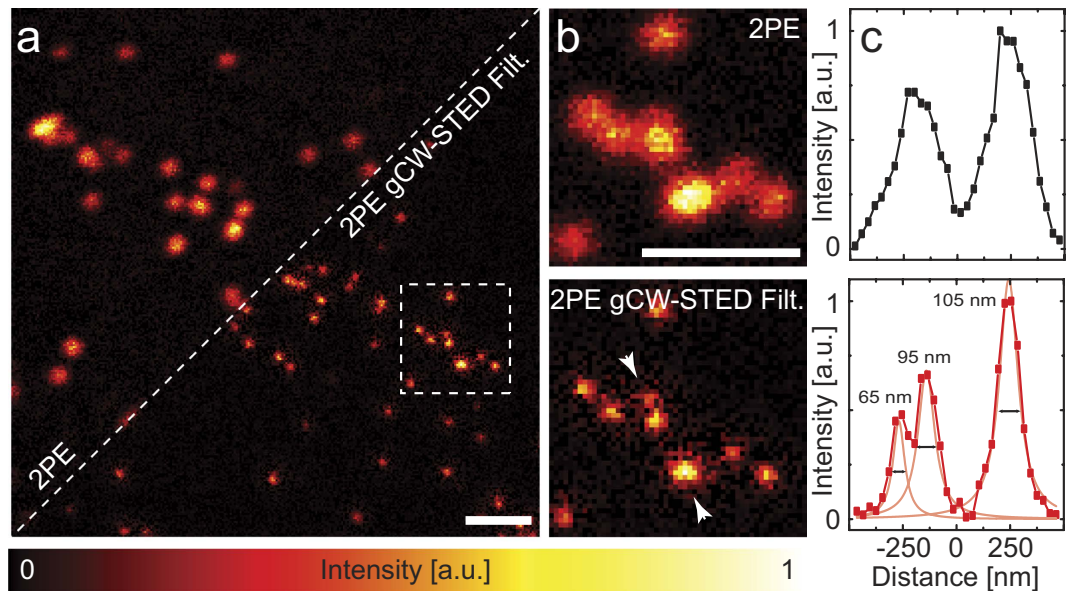 a
2PE gCW-STED Filt.
2PE
b
2PE
2PE gCW-STED Filt.
c
Intensity [a.u.]
1
0
Intensity [a.u.]
1
0
105 nm
95 nm
65 nm
-250 0 250
Distance [nm]
0 Intensity [a.u.] 1